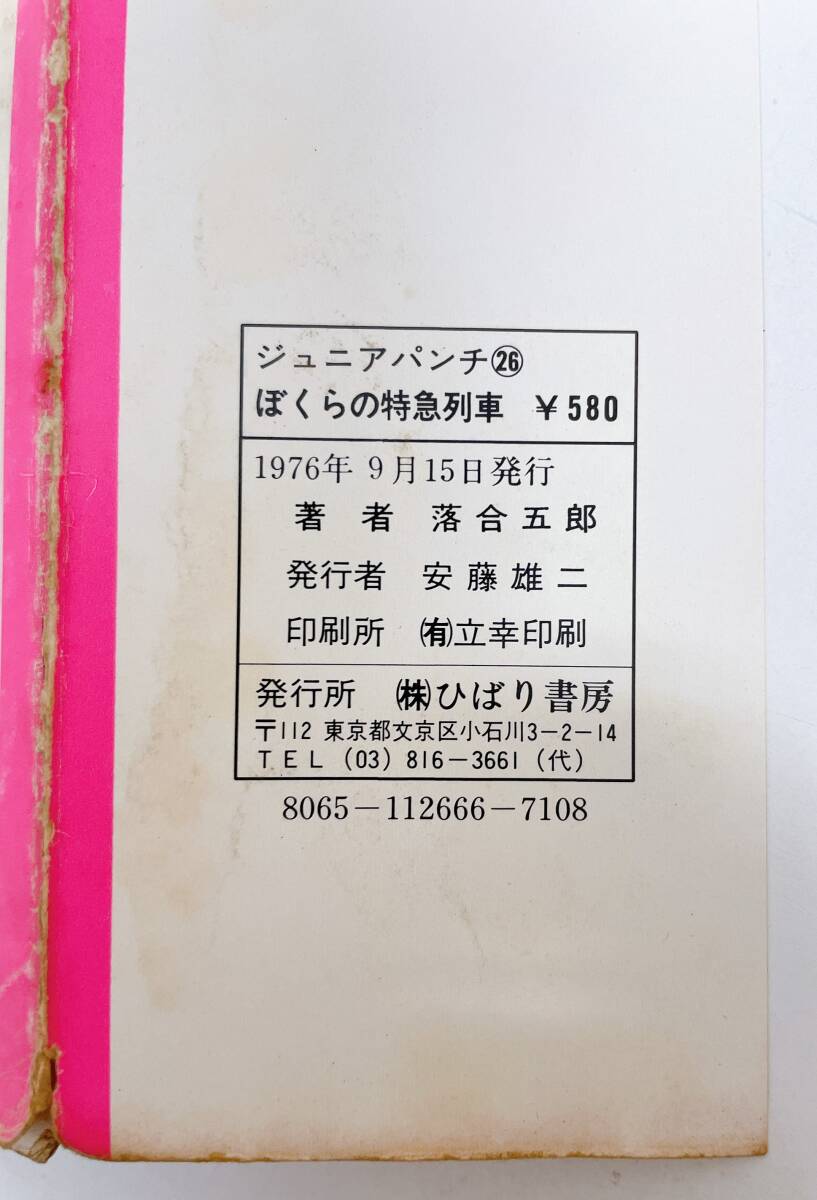 ジュニアパンチ㉖
ぼくらの特急列車 ¥580
1976年 9月15日発行
著者 落合五郎
発行者 安藤雄二
印刷所 ㈲立幸印刷
発行所 ㈱ひばり書房
〒112 東京都文京区小石川3-2-14
TEL (03) 816-3661 (代)
8065-112666-7108